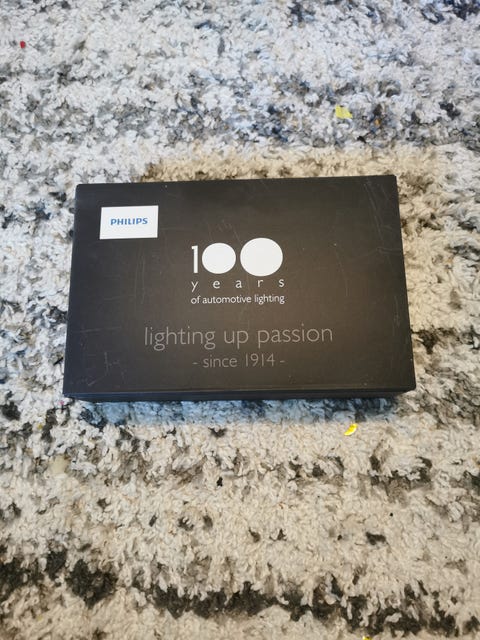 PHILIPS
100
years
of automotive lighting
lighting up passion
- since 1914 -